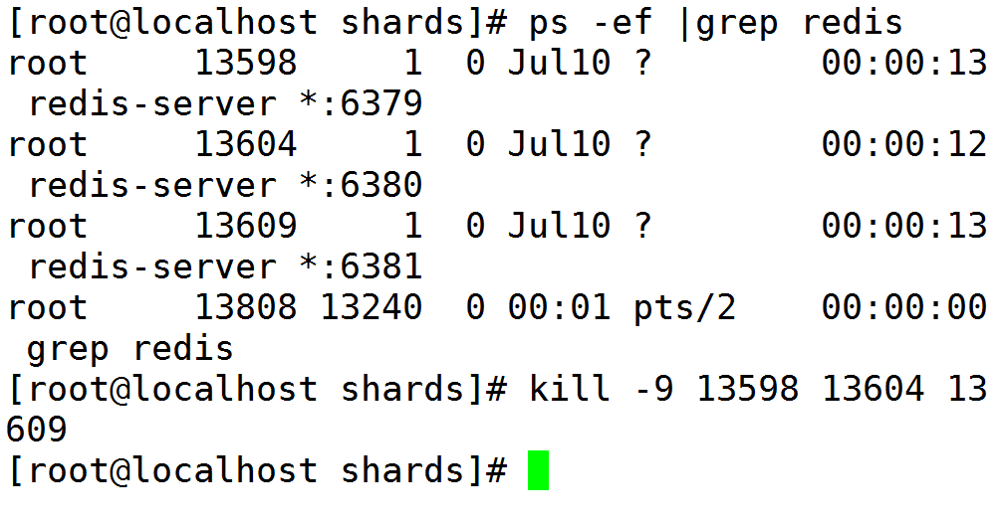 [root@localhost shards]# ps -ef |grep redis
root     13598     1  0 Jul10 ?        00:00:13
 redis-server *:6379
root     13604     1  0 Jul10 ?        00:00:12
 redis-server *:6380
root     13609     1  0 Jul10 ?        00:00:13
 redis-server *:6381
root     13808 13240  0 00:01 pts/2    00:00:00
 grep redis
[root@localhost shards]# kill -9 13598 13604 13
609
[root@localhost shards]#